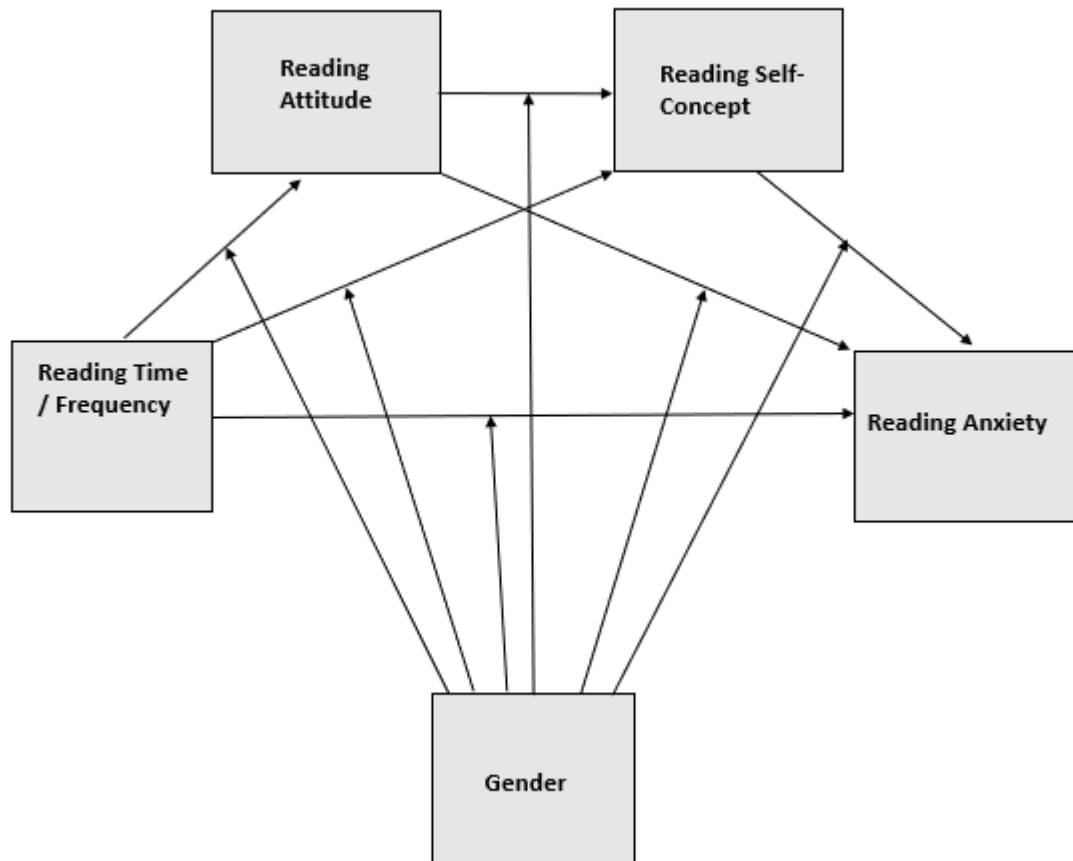 Reading
Attitude
Reading Self-
Concept
Reading Time
/ Frequency
Reading Anxiety
Gender